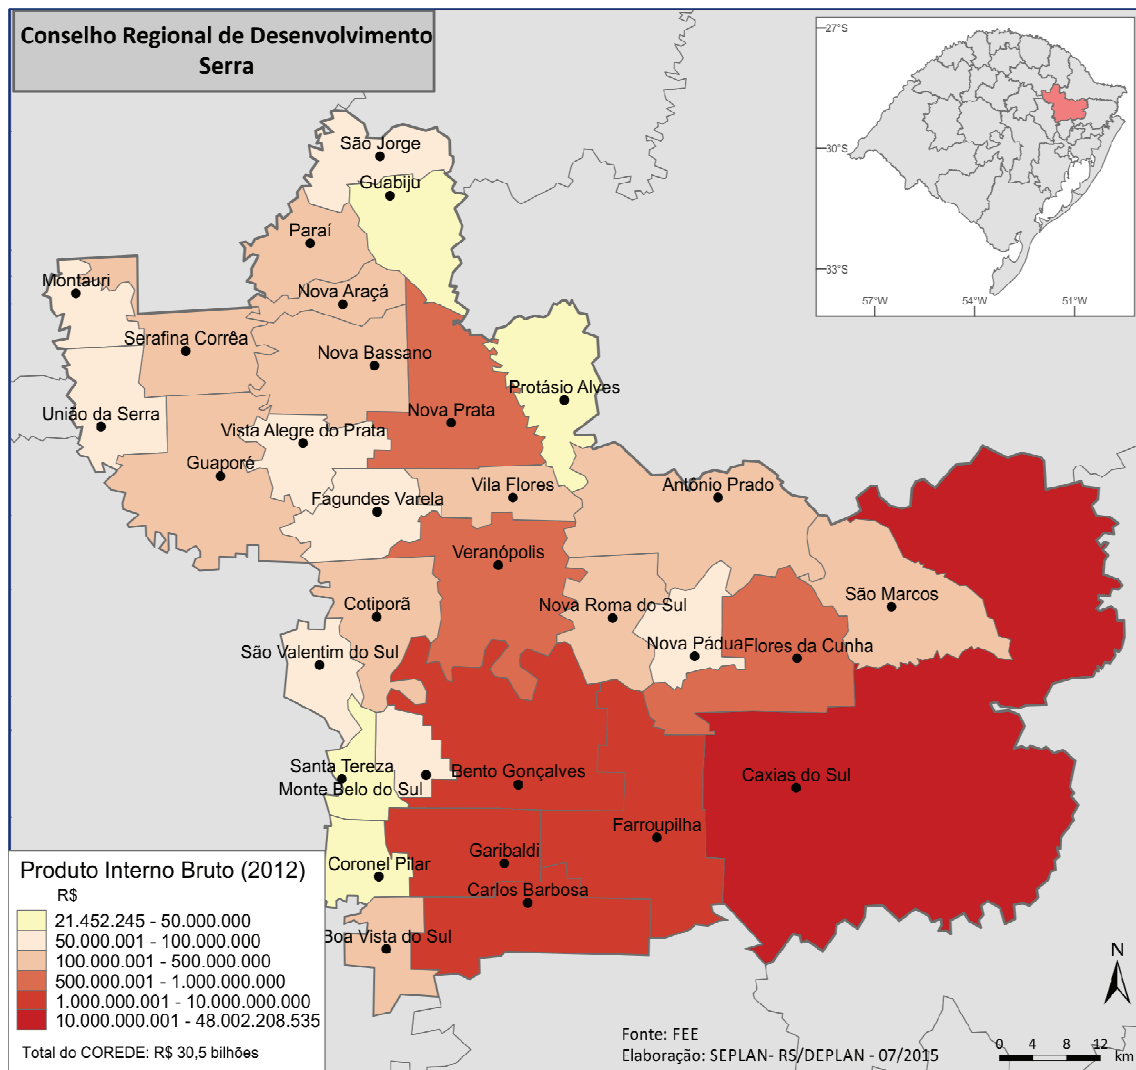 Conselho Regional de Desenvolvimento
Serra
27°S
30°S
33°S
57°W
54°W
51°W
São Jorge
Guabiju
Paraí
Montauri
Nova Araçá
Serafina Corrêa
Nova Bassano
Protásio Alves
União da Serra
Nova Prata
Vista Alegre do Prata
Guaporé
Fagundes Varela
Vila Flores
Antônio Prado
Veranópolis
Cotiporã
Nova Roma do Sul
São Marcos
São Valentim do Sul
Nova Pádua
Flores da Cunha
Santa Tereza
Monte Belo do Sul
Bento Gonçalves
Caxias do Sul
Farroupilha
Coronel Pilar
Garibaldi
Carlos Barbosa
Boa Vista do Sul
Produto Interno Bruto (2012)
R$
21.452.245 - 50.000.000
50.000.001 - 100.000.000
100.000.001 - 500.000.000
500.000.001 - 1.000.000.000
1.000.000.001 - 10.000.000.000
10.000.000.001 - 48.002.208.535
Total do COREDE: R$ 30,5 bilhões
Fonte: FEE
Elaboração: SEPLAN- RS/DEPLAN - 07/2015
N
0 4 8 12
km